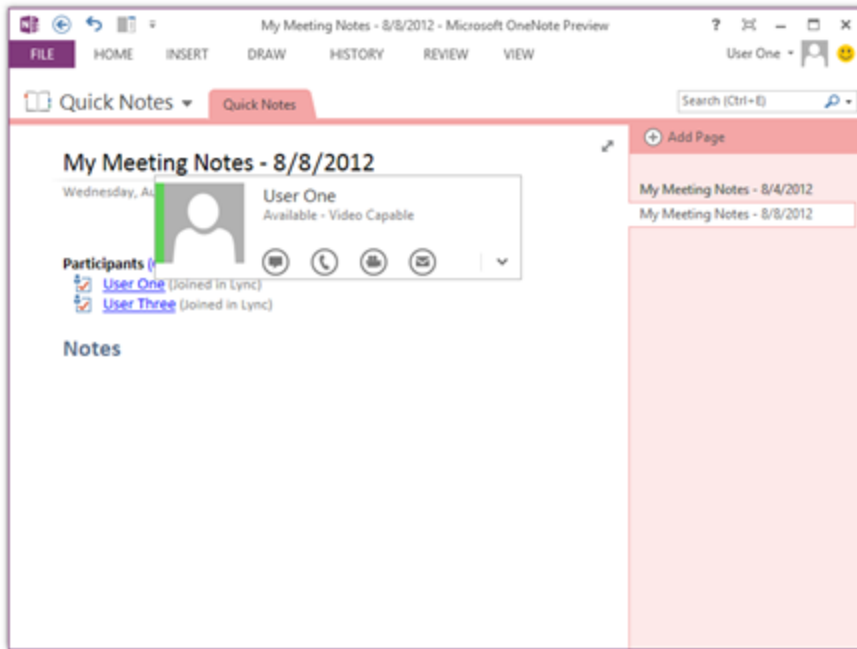 My Meeting Notes - 8/8/2012 - Microsoft OneNote Preview
?
FILE HOME INSERT DRAW HISTORY REVIEW VIEW
User One
Quick Notes
Quick Notes
Search (Ctrl+E)
My Meeting Notes - 8/8/2012
Wednesday,
User One
Available - Video Capable
Participants
User One (Joined in Lync)
User Three (Joined in Lync)
Notes
Add Page
My Meeting Notes - 8/4/2012
My Meeting Notes - 8/8/2012